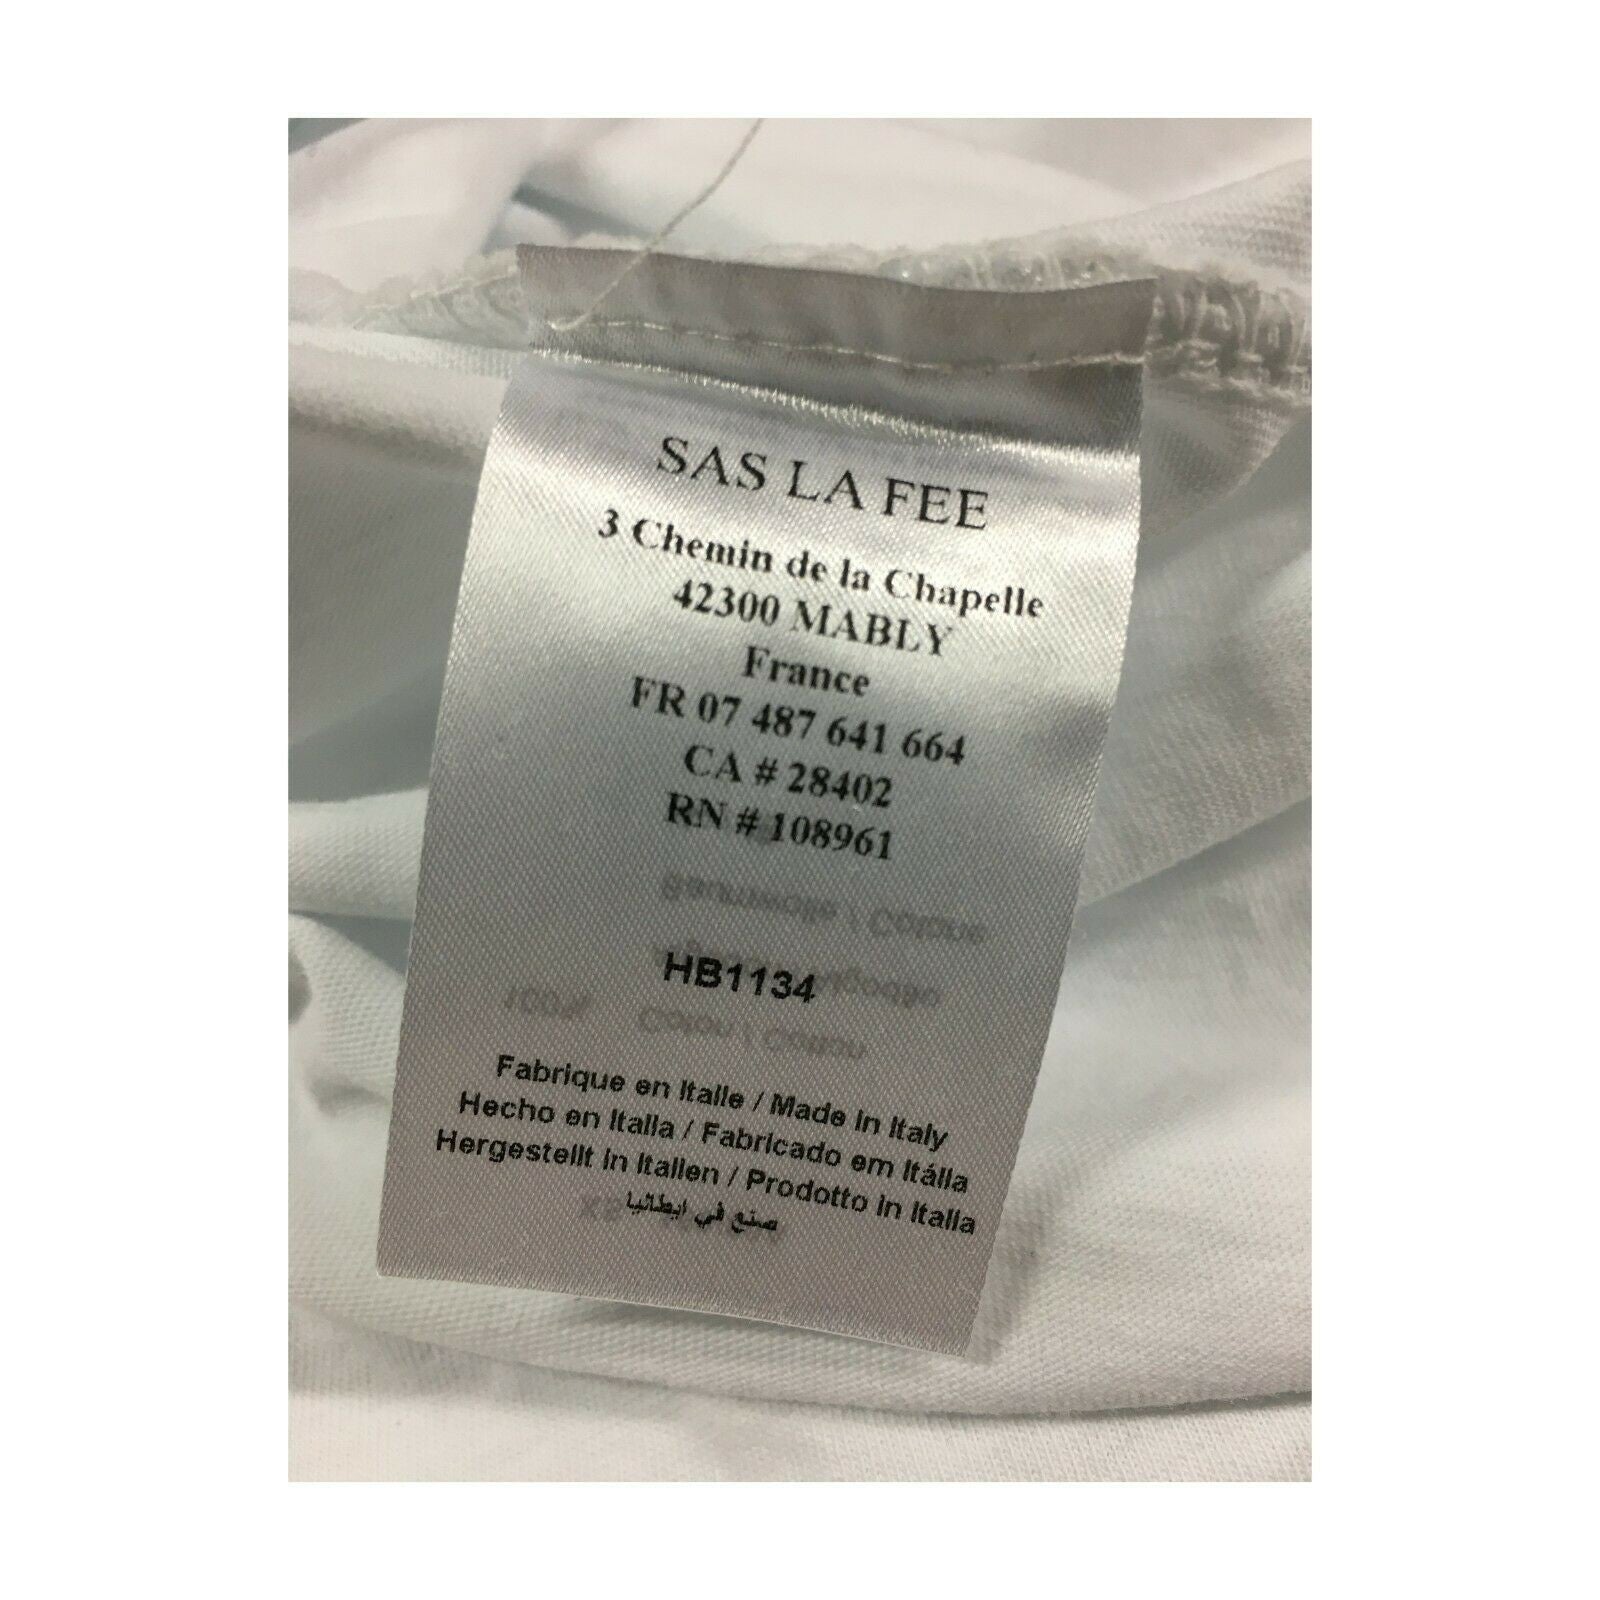 SAS LA FEE
3 Chemin de la Chapelle
42300 MABLY
France
FR 07 487 641 664
CA # 28402
RN # 108961
HB1134
Fabrique en Italie / Made in Italy
Hecho en Italia / Fabricado em Itália
Hergestellt in Italien / Prodotto in Italia
صنع في ايطاليا